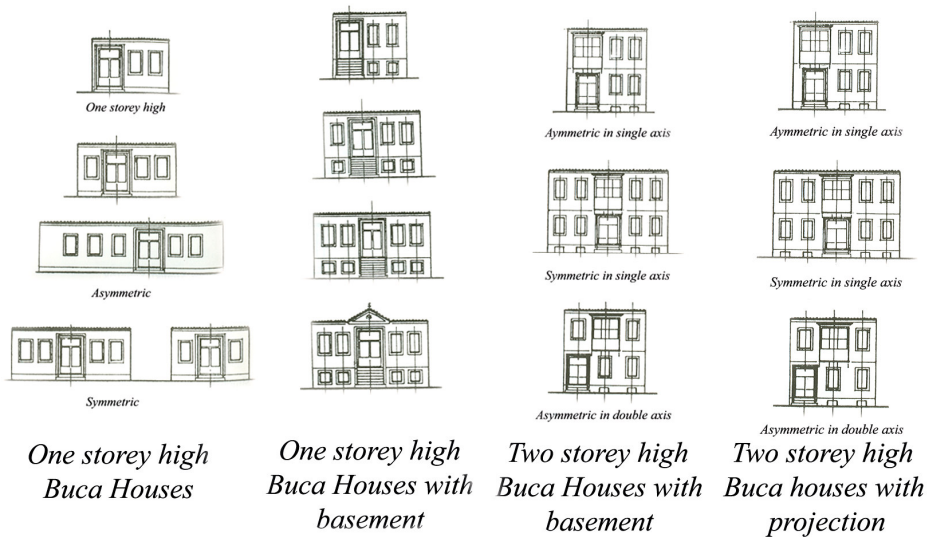 One storey high
Asymmetric
Symmetric
One storey high
Buca Houses
One storey high
Buca Houses with
basement
Aymmetric in single axis
Symmetric in single axis
Asymmetric in double axis
Two storey high
Buca Houses with
basement
Aymmetric in single axis
Symmetric in single axis
Asymmetric in double axis
Two storey high
Buca houses with
projection